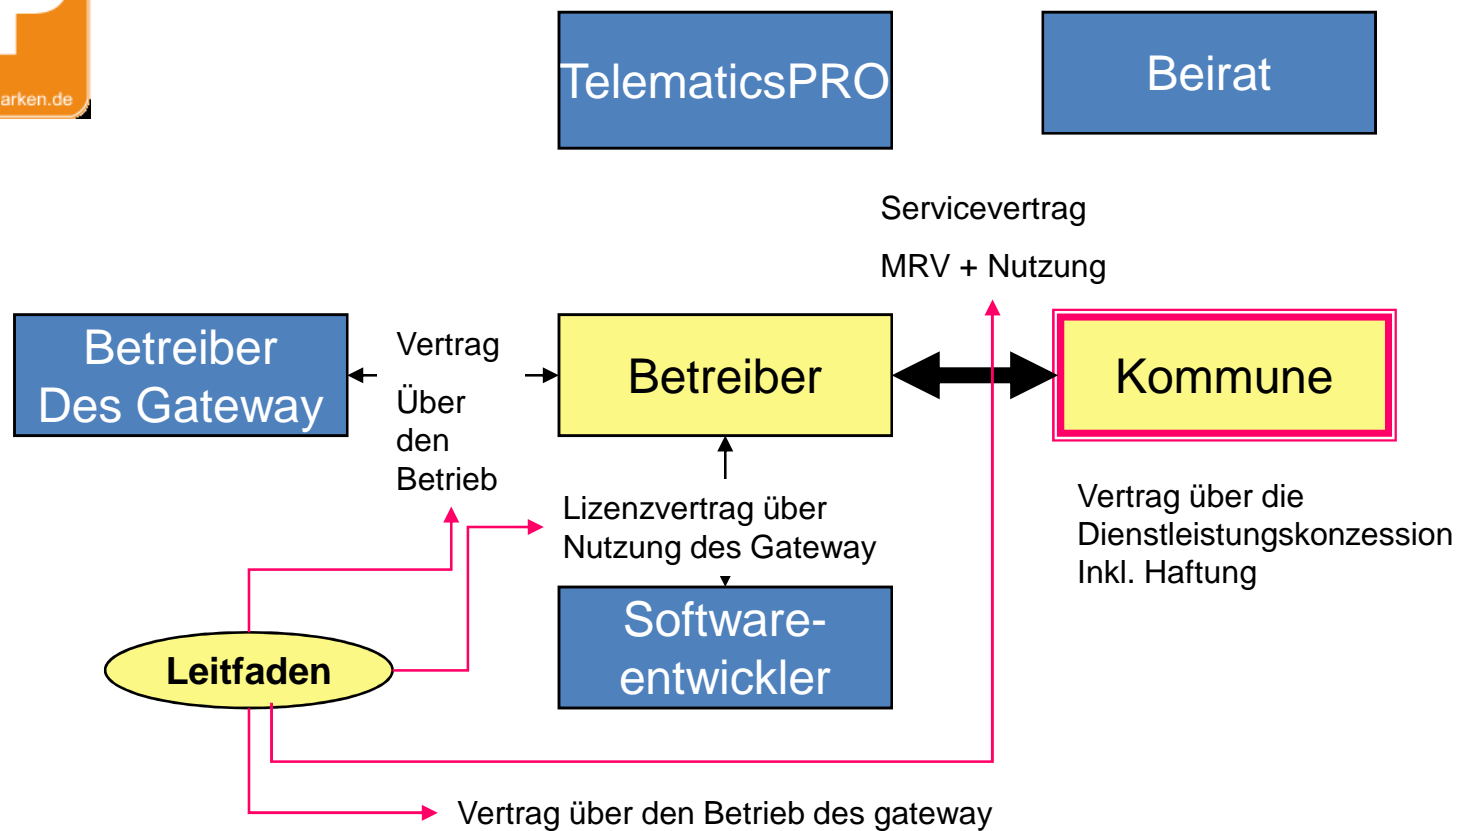 arken.de
TelematicsPRO
Beirat
Servicevertrag
MRV + Nutzung
Betreiber
Des Gateway
Vertrag
Über
den
Betrieb
Betreiber
Kommune
Lizenzvertrag über
Nutzung des Gateway
Vertrag über die
Dienstleistungskonzession
Inkl. Haftung
Software-
entwickler
Leitfaden
Vertrag über den Betrieb des gateway